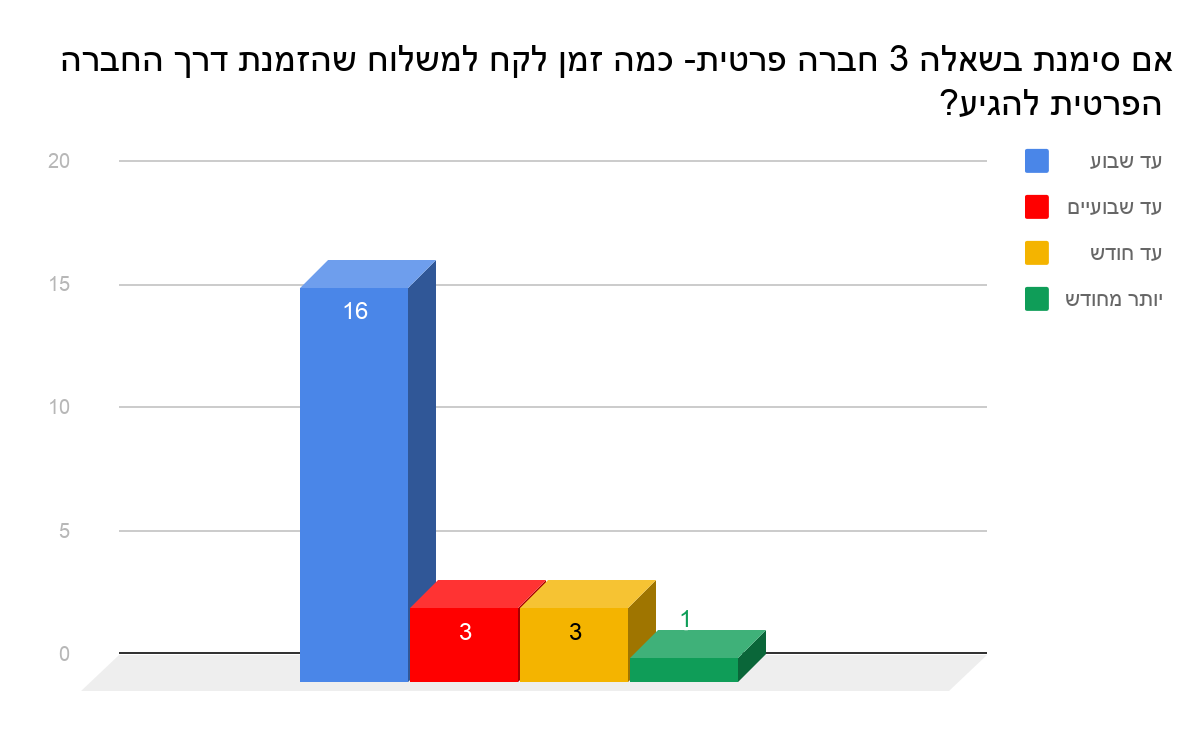 אם סימנת בשאלה 3 חברה פרטית- כמה זמן לקח למשלוח שהזמנת דרך החברה
הפרטית להגיע?
עד שבוע
עד שבועיים
עד חודש
יותר מחודש
20
15
10
5
0
16
3
3
1